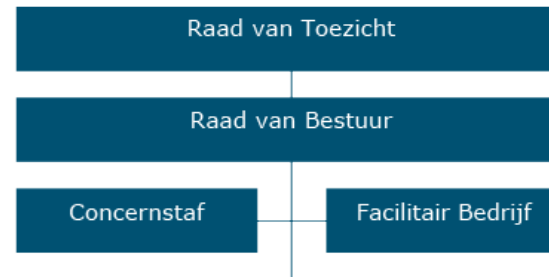 Raad van Toezicht
Raad van Bestuur
Concernstaf
Facilitair Bedrijf